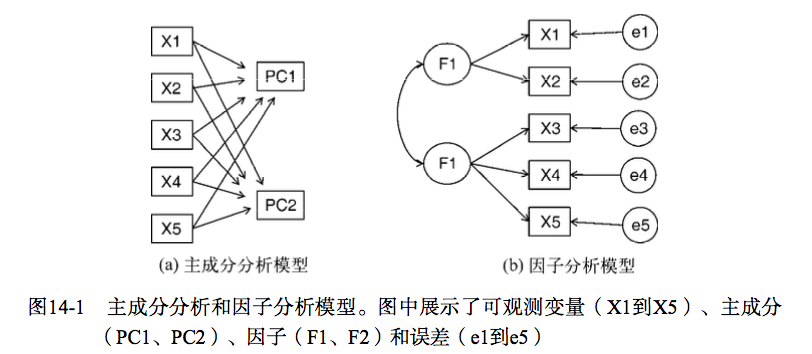 X1
X2
X3
X4
X5
PC1
PC2
(a) 主成分分析模型
F1
F1
X1
X2
X3
X4
X5
e1
e2
e3
e4
e5
(b) 因子分析模型
图14-1 主成分分析和因子分析模型。图中展示了可观测变量（X1到X5）、主成分
（PC1、PC2）、因子（F1、F2）和误差（e1到e5）